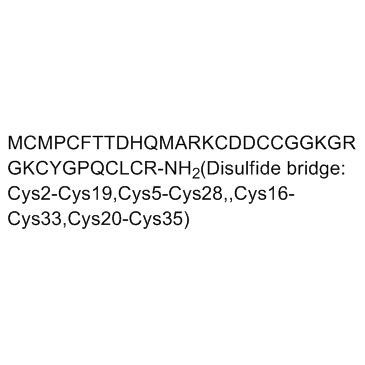 MCMPCFTTDHQMARKCDDCCGGKGR
GKCYGPQCLCR-NH₂(Disulfide bridge:
Cys2-Cys19,Cys5-Cys28,,Cys16-
Cys33,Cys20-Cys35)